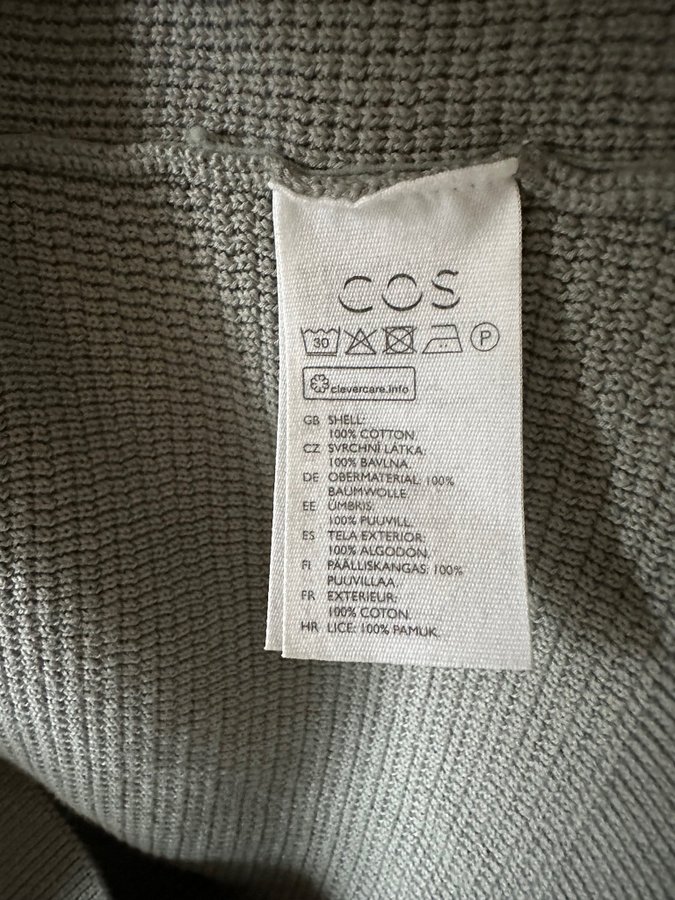 COS
30 P
clevercare.info
GB SHELL:
100% COTTON.
CZ SVRCHNÍ LÁTKA:
100% BAVLNA.
DE OBERMATERIAL: 100%
BAUMWOLLE.
EE ÜMBRIS:
100% PUUVILL.
ES TELA EXTERIOR:
100% ALGODÓN.
FI PÄÄLLISKANGAS: 100%
PUUVILLAA.
FR EXTERIEUR:
100% COTON.
HR LICE: 100% PAMUK.